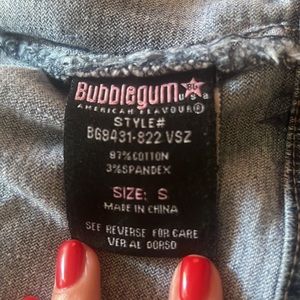 Bubblegum USA
AMERICAN FLAVOUR®
STYLE#
BG8431-822 VSZ
97%COTTON
3%SPANDEX
SIZE: S
MADE IN CHINA
SEE REVERSE FOR CARE
VER AL DORSO